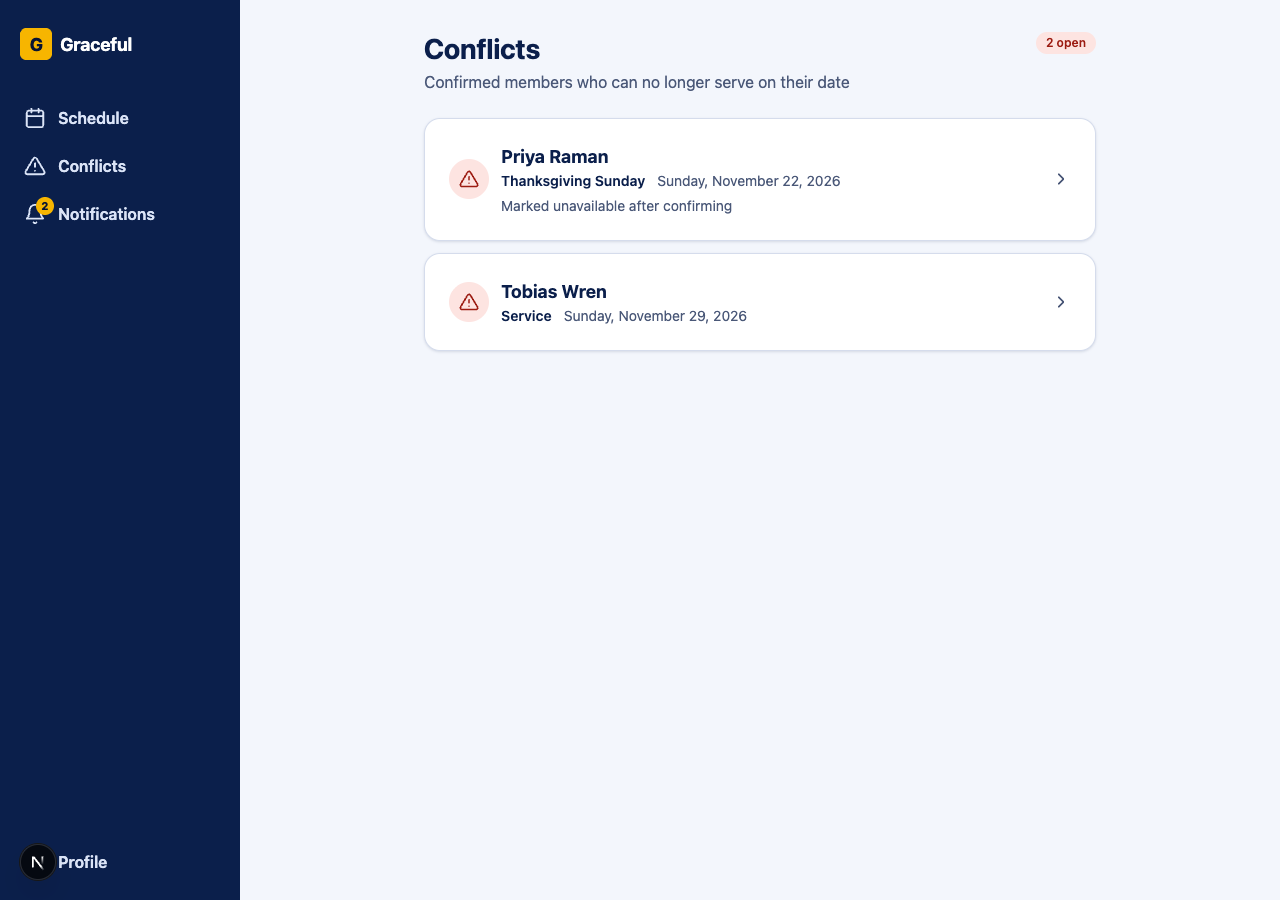 G Graceful
Schedule
Conflicts
2
Notifications
N Profile
Conflicts
2 open
Confirmed members who can no longer serve on their date
Priya Raman
Thanksgiving Sunday Sunday, November 22, 2026
Marked unavailable after confirming
Tobias Wren
Service Sunday, November 29, 2026